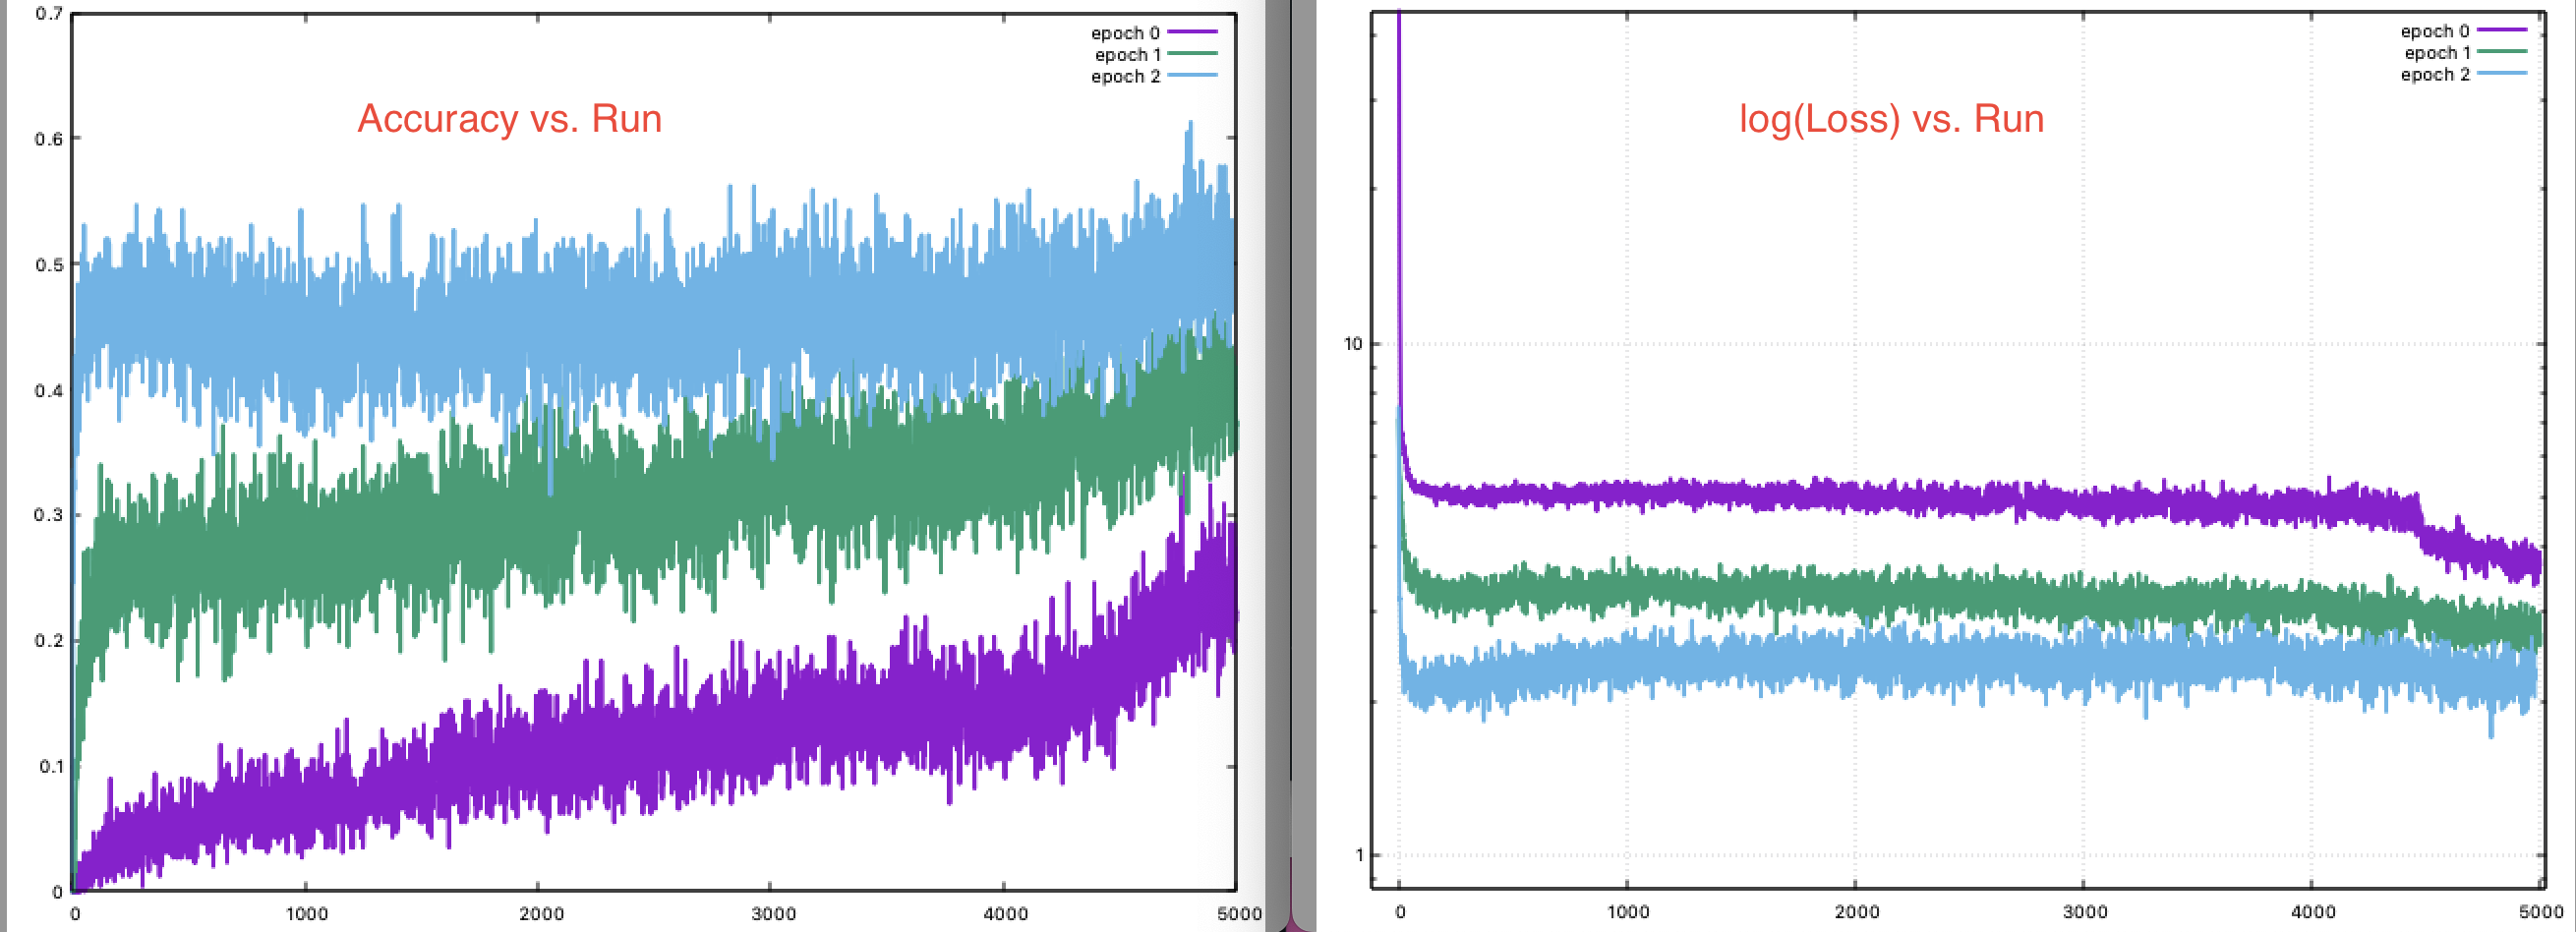 0.7
epoch 0
epoch 1
epoch 2
Accuracy vs. Run
0.6
0.5
0.4
0.3
0.2
0.1
0
0 1000 2000 3000 4000 5000
epoch 0
epoch 1
epoch 2
log(Loss) vs. Run
10
1
0 1000 2000 3000 4000 5000